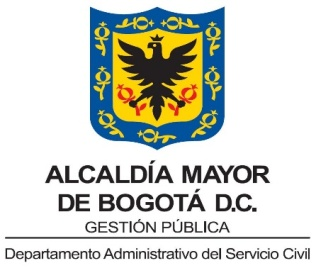 ALCALDÍA MAYOR
DE BOGOTÁ D.C.
GESTIÓN PÚBLICA
Departamento Administrativo del Servicio Civil